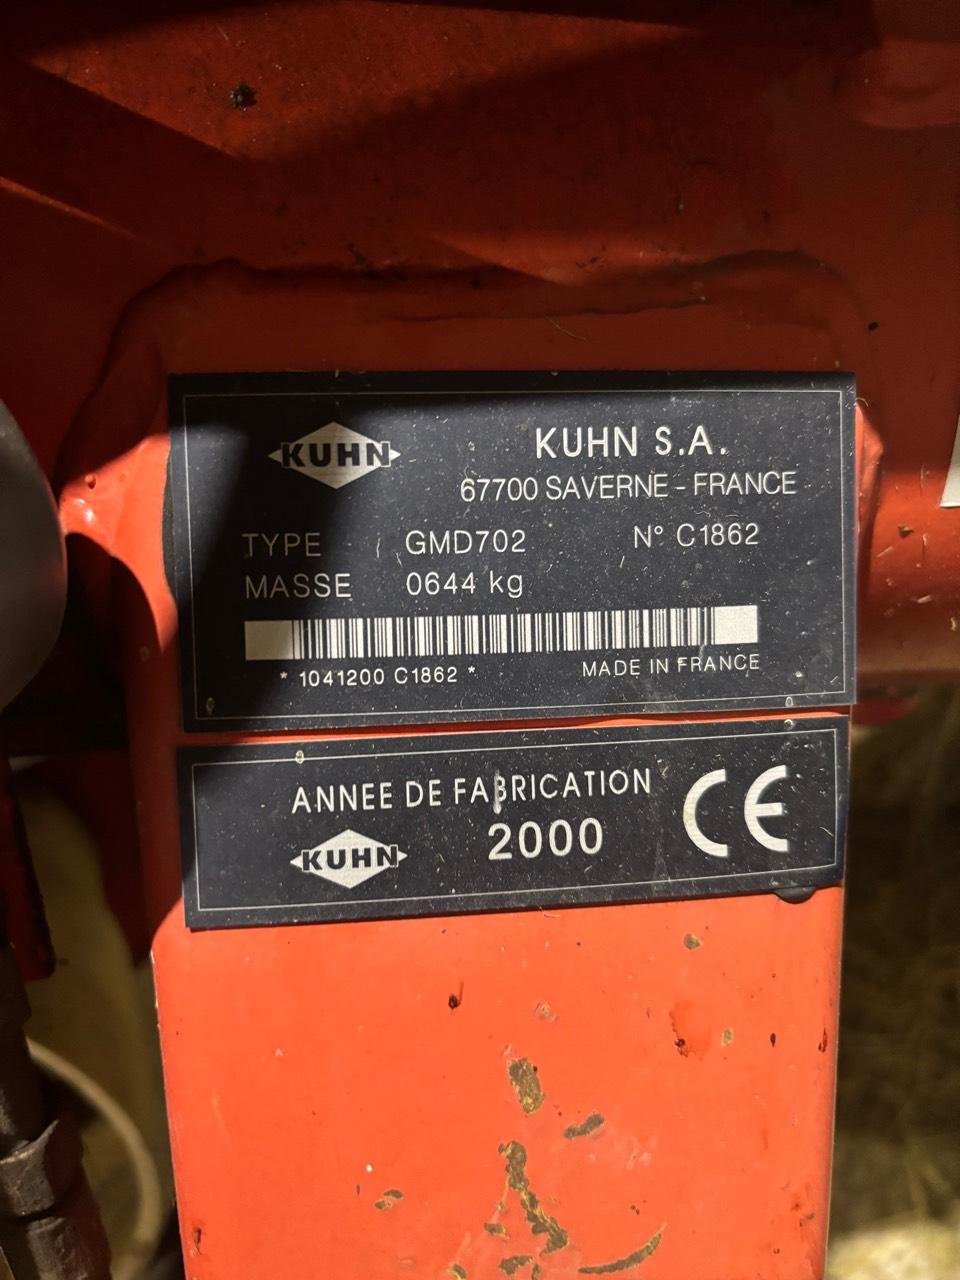 KUHN
KUHN S.A.
67700 SAVERNE - FRANCE
TYPE GMD702 N° C1862
MASSE 0644 kg
* 1041200 C1862 *
MADE IN FRANCE
ANNEE DE FABRICATION
KUHN
2000
CE